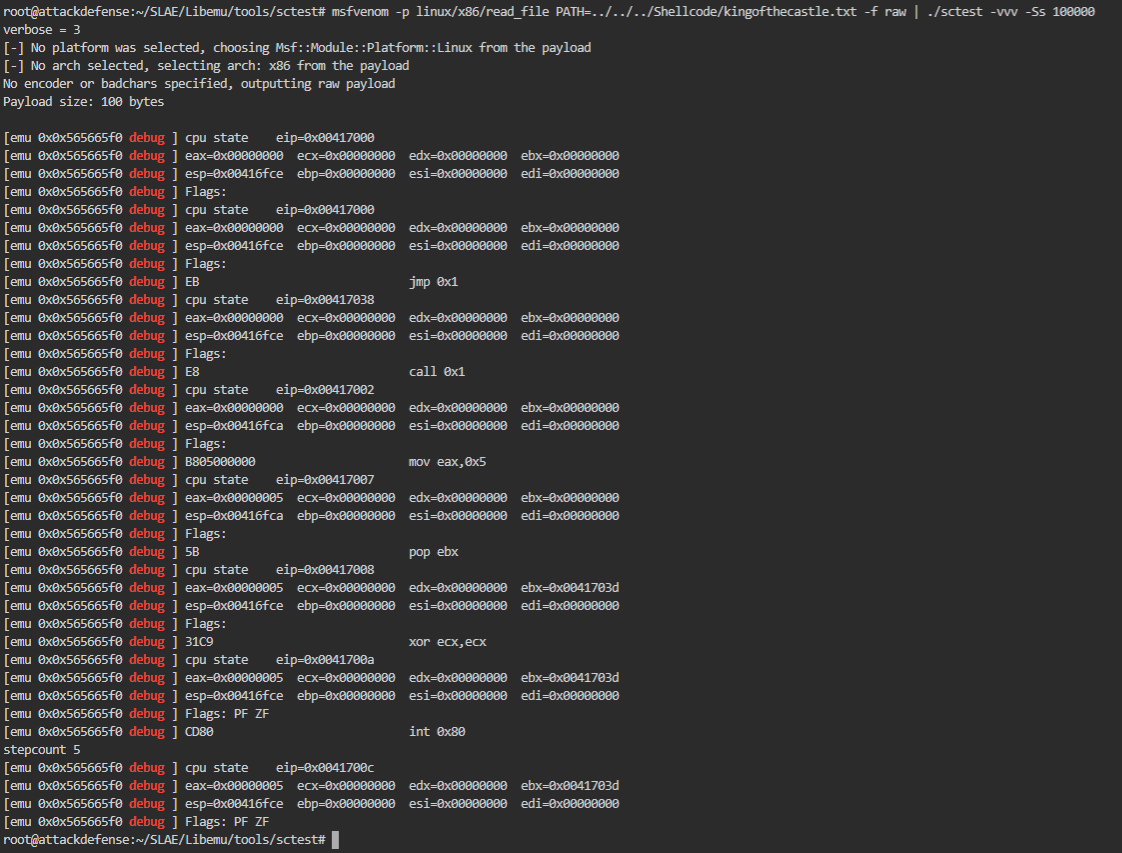 root@attackdefense:~/SLAE/Libemu/tools/sctest# msfvenom -p linux/x86/read_file PATH=../../../Shellcode/kingofthecastle.txt -f raw | ./sctest -vvv -Ss 100000
verbose = 3
[-] No platform was selected, choosing Msf::Module::Platform::Linux from the payload
[-] No arch selected, selecting arch: x86 from the payload
No encoder or badchars specified, outputting raw payload
Payload size: 100 bytes
[emu 0x0x565665f0 debug ] cpu state    eip=0x00417000
[emu 0x0x565665f0 debug ] eax=0x00000000  ecx=0x00000000  edx=0x00000000  ebx=0x00000000
[emu 0x0x565665f0 debug ] esp=0x00416fce  ebp=0x00000000  esi=0x00000000  edi=0x00000000
[emu 0x0x565665f0 debug ] Flags:
[emu 0x0x565665f0 debug ] cpu state    eip=0x00417000
[emu 0x0x565665f0 debug ] eax=0x00000000  ecx=0x00000000  edx=0x00000000  ebx=0x00000000
[emu 0x0x565665f0 debug ] esp=0x00416fce  ebp=0x00000000  esi=0x00000000  edi=0x00000000
[emu 0x0x565665f0 debug ] Flags:
[emu 0x0x565665f0 debug ] EB                              jmp 0x1
[emu 0x0x565665f0 debug ] cpu state    eip=0x00417038
[emu 0x0x565665f0 debug ] eax=0x00000000  ecx=0x00000000  edx=0x00000000  ebx=0x00000000
[emu 0x0x565665f0 debug ] esp=0x00416fce  ebp=0x00000000  esi=0x00000000  edi=0x00000000
[emu 0x0x565665f0 debug ] Flags:
[emu 0x0x565665f0 debug ] E8                              call 0x1
[emu 0x0x565665f0 debug ] cpu state    eip=0x00417002
[emu 0x0x565665f0 debug ] eax=0x00000000  ecx=0x00000000  edx=0x00000000  ebx=0x00000000
[emu 0x0x565665f0 debug ] esp=0x00416fca  ebp=0x00000000  esi=0x00000000  edi=0x00000000
[emu 0x0x565665f0 debug ] Flags:
[emu 0x0x565665f0 debug ] B805000000                      mov eax,0x5
[emu 0x0x565665f0 debug ] cpu state    eip=0x00417007
[emu 0x0x565665f0 debug ] eax=0x00000005  ecx=0x00000000  edx=0x00000000  ebx=0x00000000
[emu 0x0x565665f0 debug ] esp=0x00416fca  ebp=0x00000000  esi=0x00000000  edi=0x00000000
[emu 0x0x565665f0 debug ] Flags:
[emu 0x0x565665f0 debug ] 5B                              pop ebx
[emu 0x0x565665f0 debug ] cpu state    eip=0x00417008
[emu 0x0x565665f0 debug ] eax=0x00000005  ecx=0x00000000  edx=0x00000000  ebx=0x0041703d
[emu 0x0x565665f0 debug ] esp=0x00416fce  ebp=0x00000000  esi=0x00000000  edi=0x00000000
[emu 0x0x565665f0 debug ] Flags:
[emu 0x0x565665f0 debug ] 31C9                            xor ecx,ecx
[emu 0x0x565665f0 debug ] cpu state    eip=0x0041700a
[emu 0x0x565665f0 debug ] eax=0x00000005  ecx=0x00000000  edx=0x00000000  ebx=0x0041703d
[emu 0x0x565665f0 debug ] esp=0x00416fce  ebp=0x00000000  esi=0x00000000  edi=0x00000000
[emu 0x0x565665f0 debug ] Flags: PF ZF
[emu 0x0x565665f0 debug ] CD80                            int 0x80
stepcount 5
[emu 0x0x565665f0 debug ] cpu state    eip=0x0041700c
[emu 0x0x565665f0 debug ] eax=0x00000005  ecx=0x00000000  edx=0x00000000  ebx=0x0041703d
[emu 0x0x565665f0 debug ] esp=0x00416fce  ebp=0x00000000  esi=0x00000000  edi=0x00000000
[emu 0x0x565665f0 debug ] Flags: PF ZF
root@attackdefense:~/SLAE/Libemu/tools/sctest#